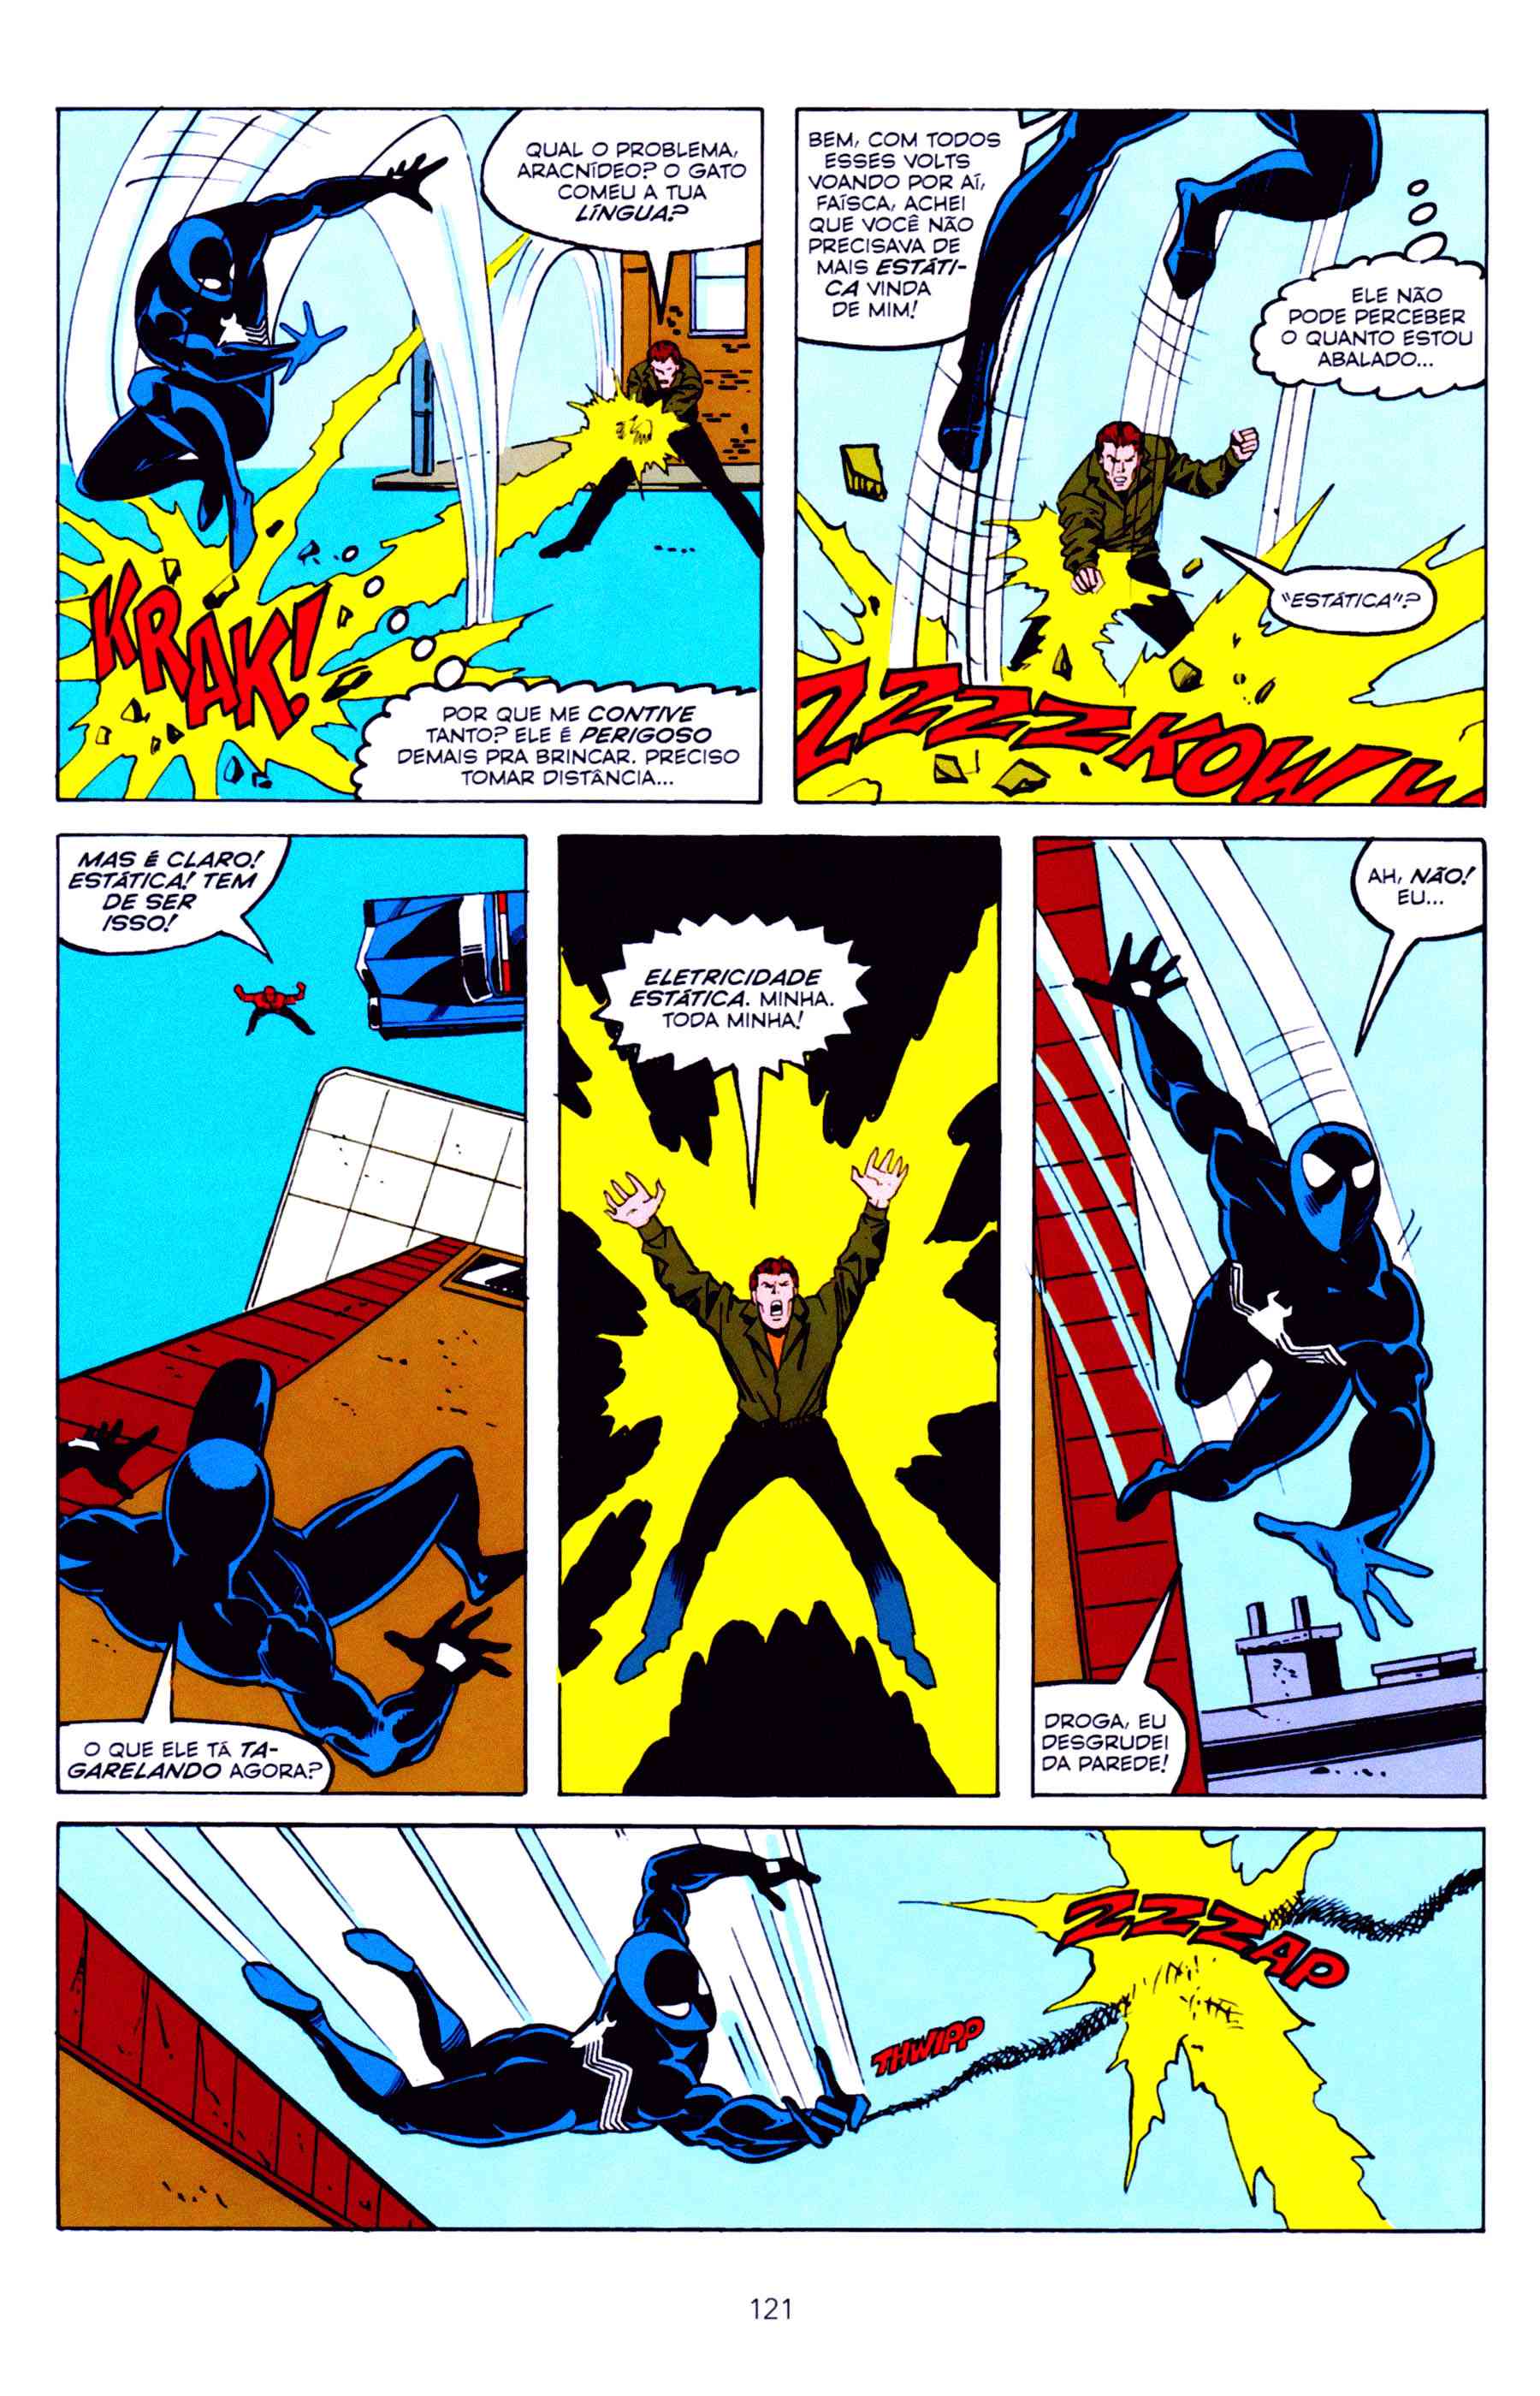 QUAL O PROBLEMA,
ARACNÍDEO? O GATO
COMEU A TUA
LÍNGUA?
KRAK!
POR QUE ME CONTIVE
TANTO? ELE É PERIGOSO
DEMAIS PRA BRINCAR. PRECISO
TOMAR DISTÂNCIA...
BEM, COM TODOS
ESSES VOLTS
VOANDO POR AÍ,
FAÍSCA, ACHEI
QUE VOCÊ NÃO
PRECISAVA DE
MAIS ESTÁTI-
CA VINDA
DE MIM!
ELE NÃO
PODE PERCEBER
O QUANTO ESTOU
ABALADO...
"ESTÁTICA"?
ZZZZKOWW
MAS É CLARO!
ESTÁTICA! TEM
DE SER
ISSO!
O QUE ELE TÁ TA-
GARELANDO AGORA?
ELETRICIDADE
ESTÁTICA. MINHA.
TODA MINHA!
AH, NÃO!
EU...
DROGA, EU
DESGRUDEI
DA PAREDE!
THWIPP
ZZZAP
121